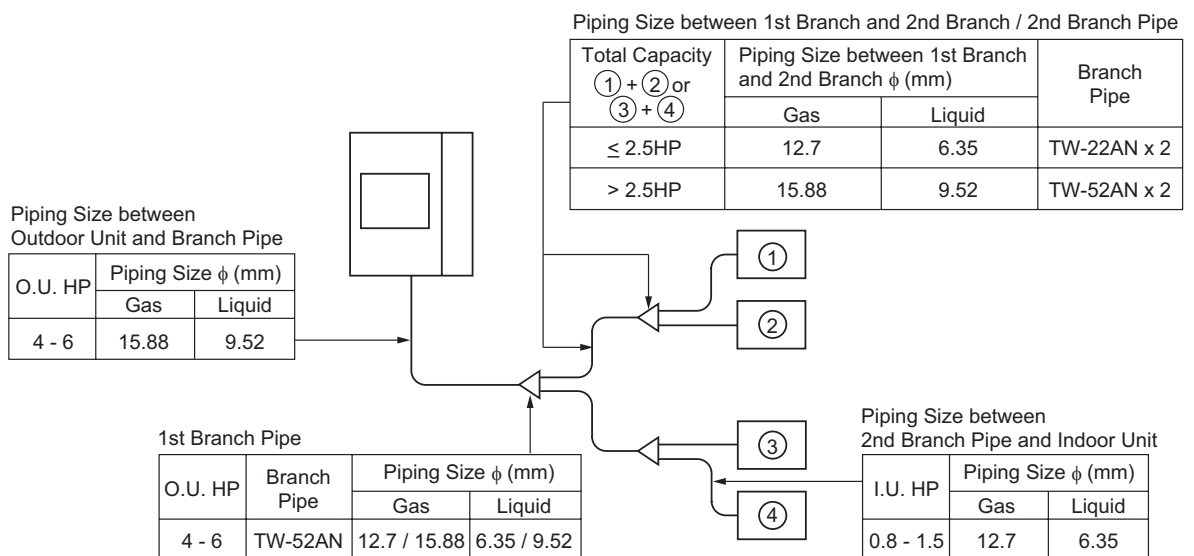 Piping Size between 1st Branch and 2nd Branch / 2nd Branch Pipe
Total Capacity
① + ② or
③ + ④
Piping Size between 1st Branch
and 2nd Branch ϕ (mm)
Branch
Pipe
Gas Liquid
≤ 2.5HP 12.7 6.35 TW-22AN x 2
> 2.5HP 15.88 9.52 TW-52AN x 2
Piping Size between
Outdoor Unit and Branch Pipe
O.U. HP Piping Size ϕ (mm)
Gas Liquid
4 - 6 15.88 9.52
①
②
③
④
1st Branch Pipe
O.U. HP Branch
Pipe
Piping Size ϕ (mm)
Gas Liquid
4 - 6 TW-52AN 12.7 / 15.88 6.35 / 9.52
Piping Size between
2nd Branch Pipe and Indoor Unit
I.U. HP Piping Size ϕ (mm)
Gas Liquid
0.8 - 1.5 12.7 6.35